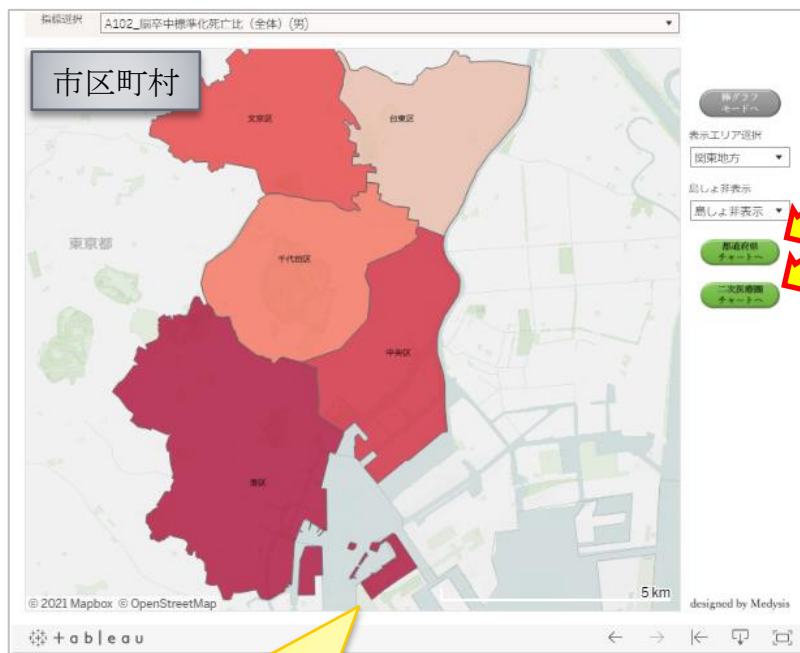 指標選択
A102_脳卒中標準化死亡比（全体）(男)
市区町村
文京区
台東区
東京都
千代田区
中央区
港区
棒グラフ
モードへ
表示エリア選択
関東地方
島しょ非表示
島しょ非表示
都道府県
チャートへ
二次医療圏
チャートへ
© 2021 Mapbox © OpenStreetMap
5 km
designed by Medysis
+ableau